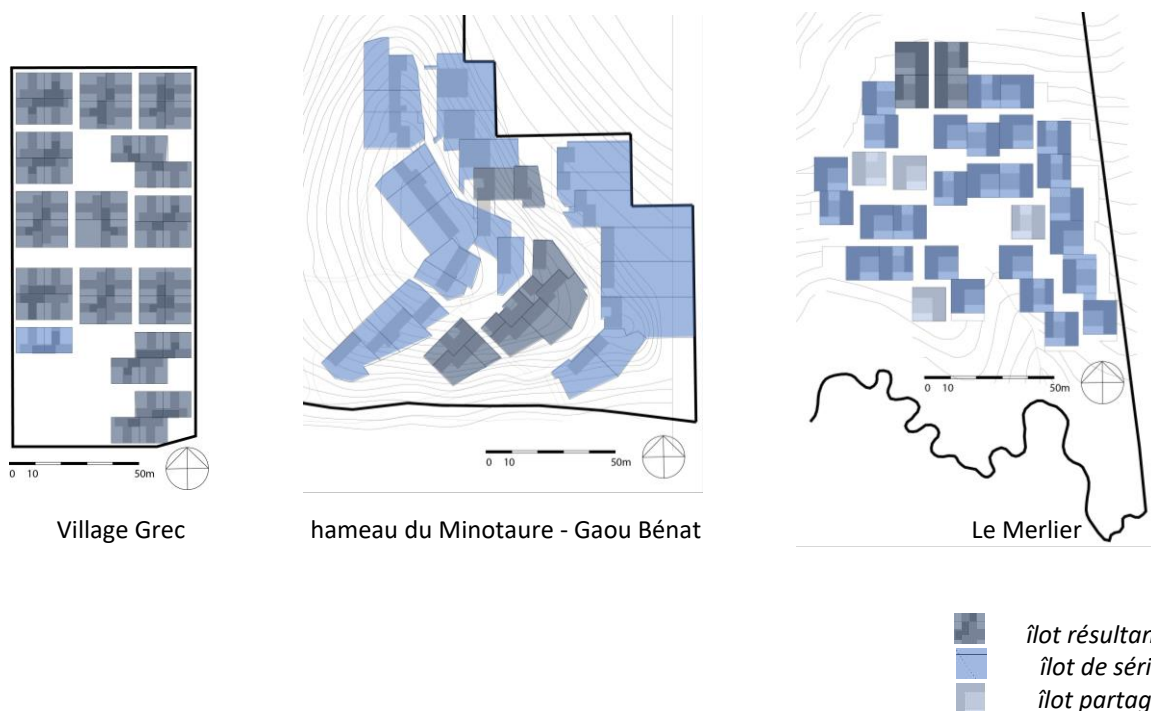 0 10 50m
0 10 50m
0 10 50m
Village Grec
hameau du Minotaure - Gaou Bénat
Le Merlier
îlot résultan
îlot de séri
îlot partag